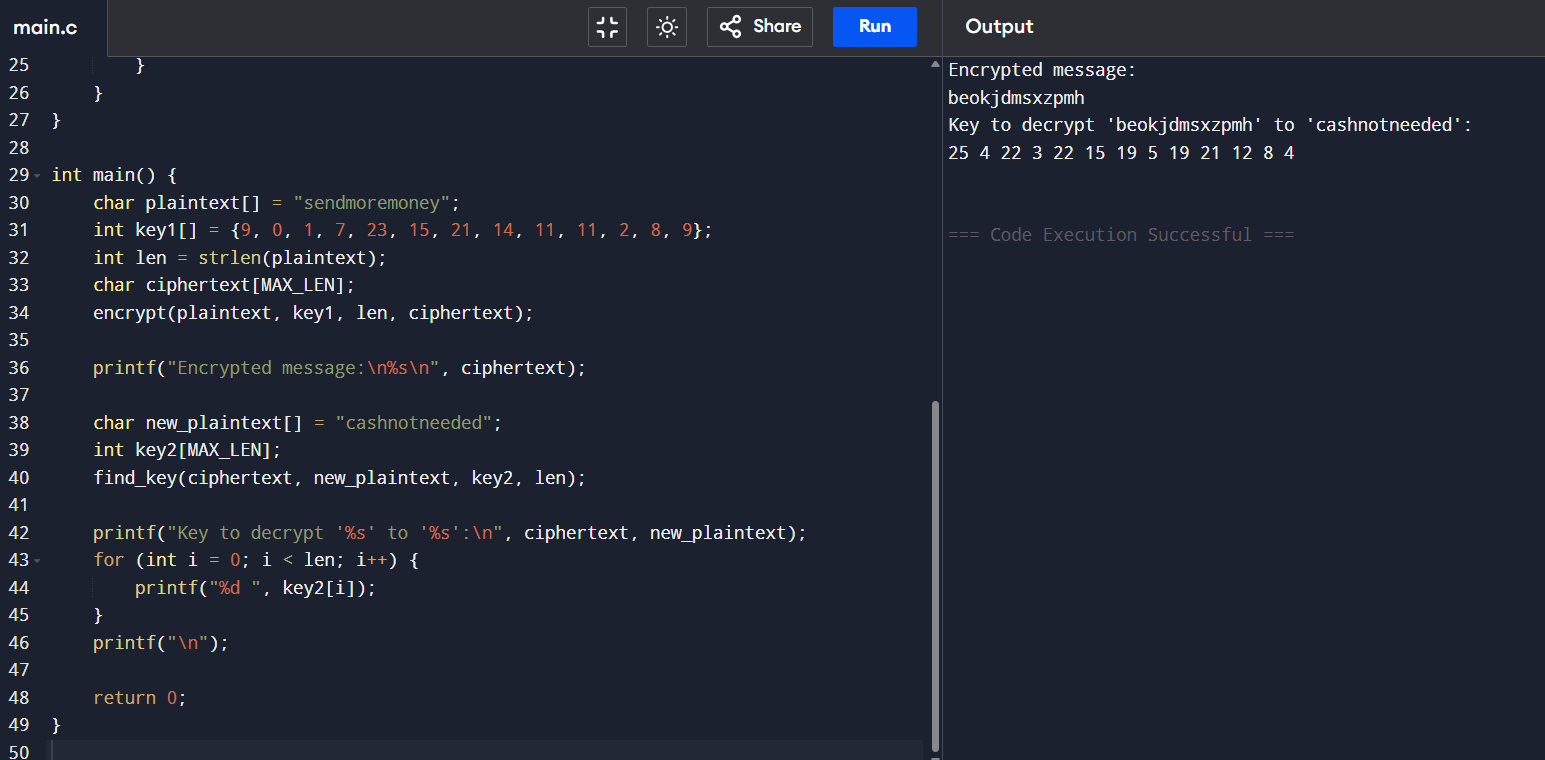 main.c
Share
Run
Output
25 }
26 }
27 }
28
29 int main() {
30 char plaintext[] = "sendmoremoney";
31 int key1[] = {9, 0, 1, 7, 23, 15, 21, 14, 11, 11, 2, 8, 9};
32 int len = strlen(plaintext);
33 char ciphertext[MAX_LEN];
34 encrypt(plaintext, key1, len, ciphertext);
35
36 printf("Encrypted message:\n%s\n", ciphertext);
37
38 char new_plaintext[] = "cashnotneeded";
39 int key2[MAX_LEN];
40 find_key(ciphertext, new_plaintext, key2, len);
41
42 printf("Key to decrypt '%s' to '%s':\n", ciphertext, new_plaintext);
43 for (int i = 0; i < len; i++) {
44 printf("%d ", key2[i]);
45 }
46 printf("\n");
47
48 return 0;
49 }
50
Encrypted message:
beokjdmsxzpmh
Key to decrypt 'beokjdmsxzpmh' to 'cashnotneeded':
25 4 22 3 22 15 19 5 19 21 12 8 4
=== Code Execution Successful ===